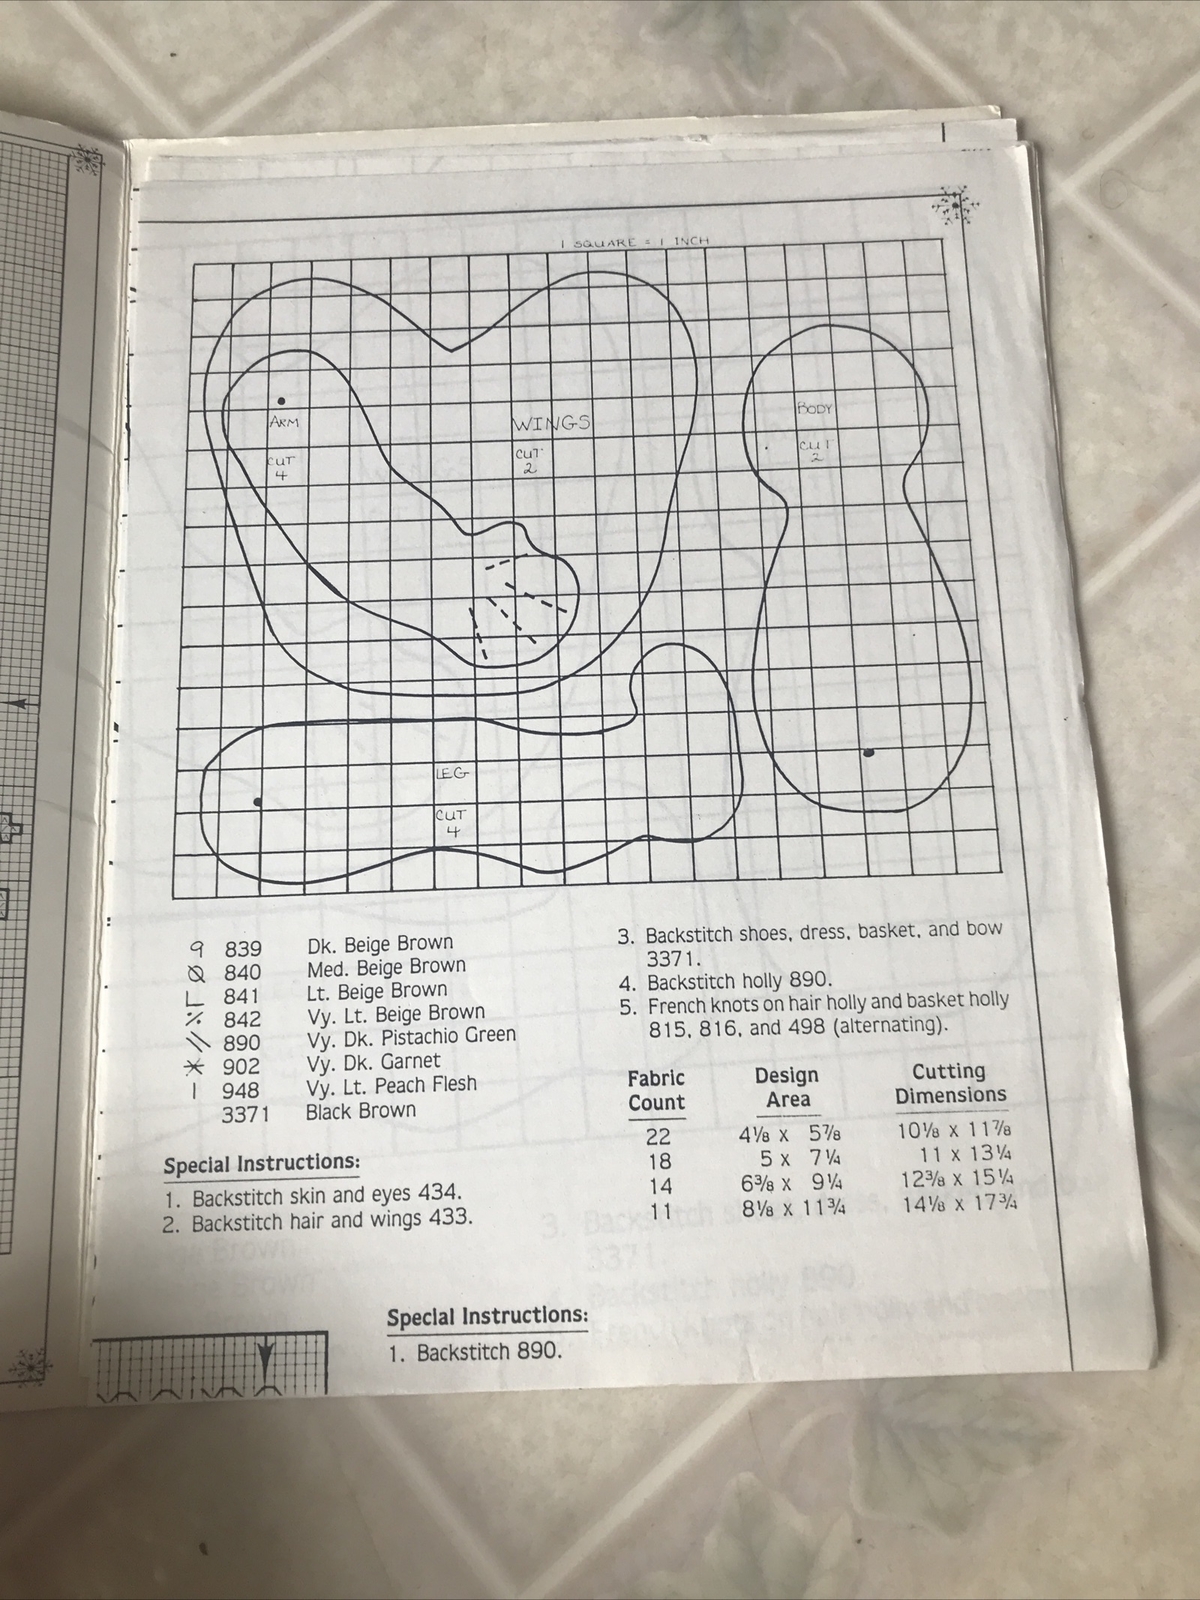 1 SQUARE = 1 INCH
ARM
CUT
4
WINGS
CUT
2
BODY
CUT
2
LEG
CUT
4
839 Dk. Beige Brown
840 Med. Beige Brown
841 Lt. Beige Brown
842 Vy. Lt. Beige Brown
890 Vy. Dk. Pistachio Green
902 Vy. Dk. Garnet
948 Vy. Lt. Peach Flesh
3371 Black Brown
Special Instructions:
1. Backstitch skin and eyes 434.
2. Backstitch hair and wings 433.
3. Backstitch shoes, dress, basket, and bow
3371.
4. Backstitch holly 890.
5. French knots on hair holly and basket holly
815, 816, and 498 (alternating).
Fabric Count Design Area Cutting Dimensions
22 4⅛ x 5⅞ 10⅛ x 11⅞
18 5 x 7¼ 11 x 13¼
14 6⅜ x 9¼ 12⅜ x 15¼
11 8⅛ x 11¾ 14⅛ x 17¾
Special Instructions:
1. Backstitch 890.